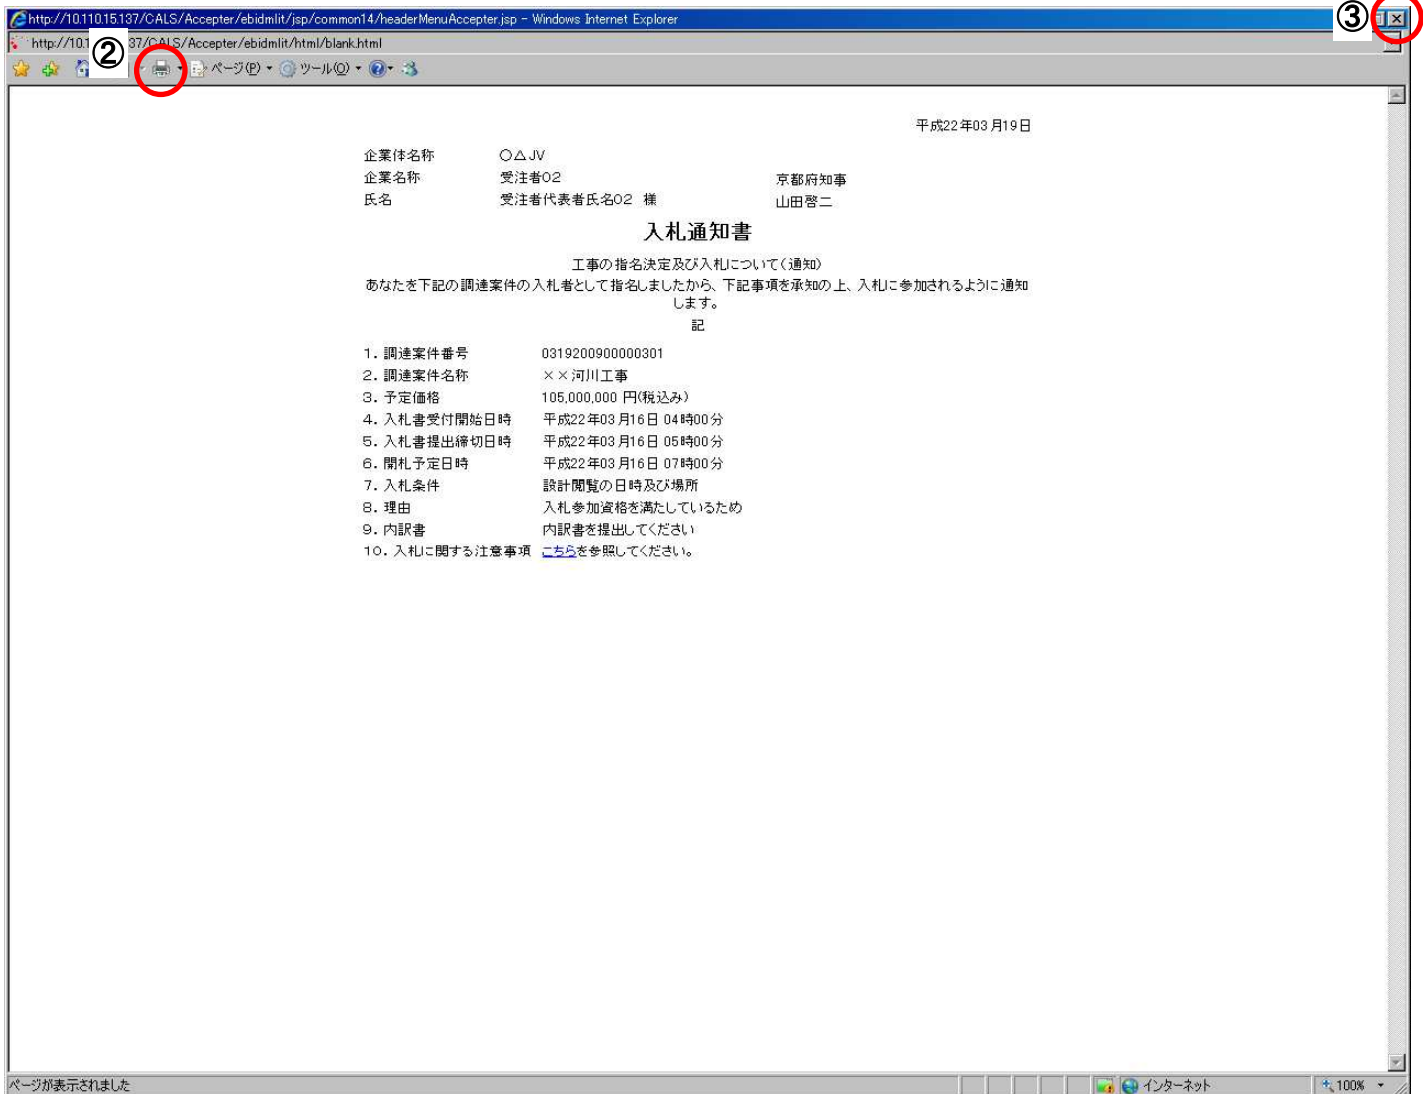 http://10.110.15.137/CALS/Accepter/ebidmlit/jsp/common14/headerMenuAccepter.jsp - Windows Internet Explorer
③
http://10.1 37/CALS/Accepter/ebidmlit/html/blank.html
②
ページ(P) ツール(O)
平成22年03月19日
企業体名称 ○△JV
企業名称 受注者02
京都府知事
氏名 受注者代表者氏名02 様
山田啓二
入札通知書
工事の指名決定及び入札について(通知)
あなたを下記の調達案件の入札者として指名しましたから、下記事項を承知の上、入札に参加されるように通知
します。
記
1. 調達案件番号 0319200900000301
2. 調達案件名称 ××河川工事
3. 予定価格 105,000,000 円(税込み)
4. 入札書受付開始日時 平成22年03月16日 04時00分
5. 入札書提出締切日時 平成22年03月16日 05時00分
6. 開札予定日時 平成22年03月16日 07時00分
7. 入札条件 設計閲覧の日時及び場所
8. 理由 入札参加資格を満たしているため
9. 内訳書 内訳書を提出してください
10. 入札に関する注意事項 こちらを参照してください。
ページが表示されました インターネット 100%